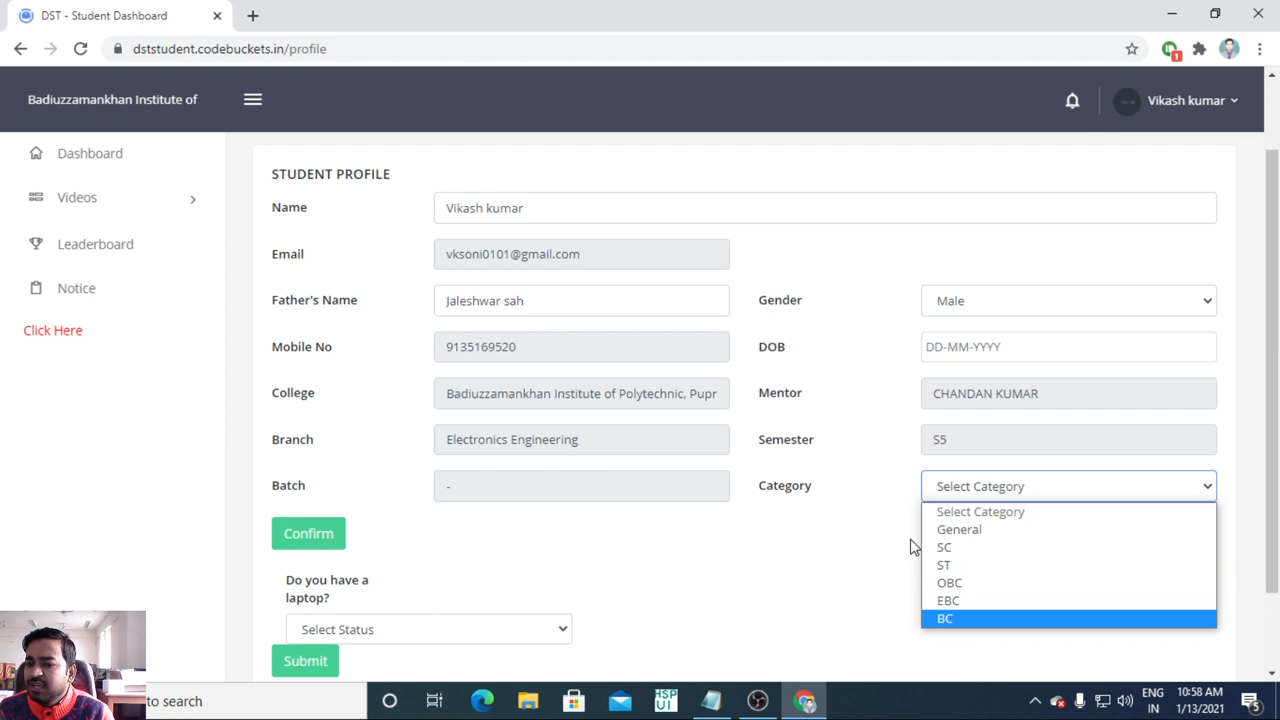 DST - Student Dashboard
dststudent.codebuckets.in/profile
1
Badiuzzamankhan Institute of
Vikash kumar
Dashboard
Videos
Leaderboard
Notice
Click Here
STUDENT PROFILE
Name Vikash kumar
Email vksoni0101@gmail.com
Father's Name Jaleshwar sah Gender Male
Mobile No 9135169520 DOB DD-MM-YYYY
College Badiuzzamankhan Institute of Polytechnic, Pupr Mentor CHANDAN KUMAR
Branch Electronics Engineering Semester S5
Batch - Category Select Category
Select Category
General
SC
ST
OBC
EBC
BC
Confirm
Do you have a
laptop?
Select Status
Submit
to search
HSP
UI
ENG
IN
10:58 AM
1/13/2021
5